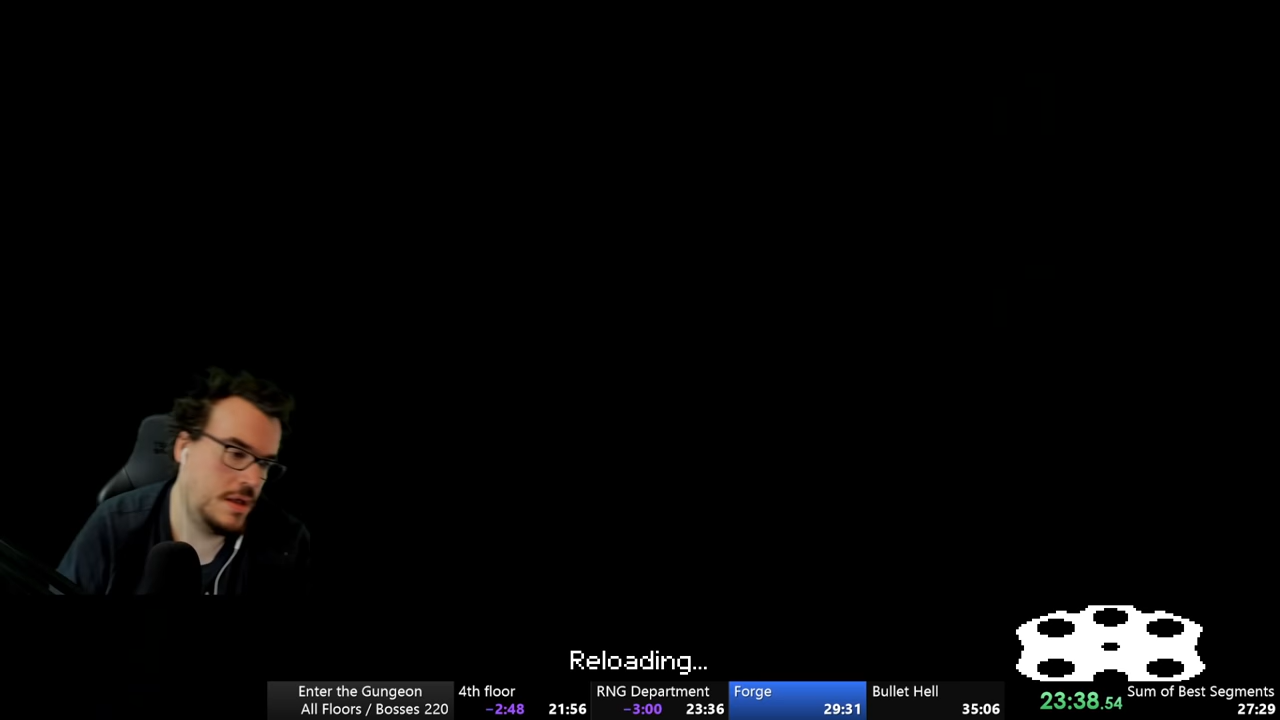 Reloading...
Enter the Gungeon
All Floors / Bosses 220
4th floor
−2:48 21:56
RNG Department
−3:00 23:36
Forge
29:31
Bullet Hell
35:06
23:38.54
Sum of Best Segments
27:29